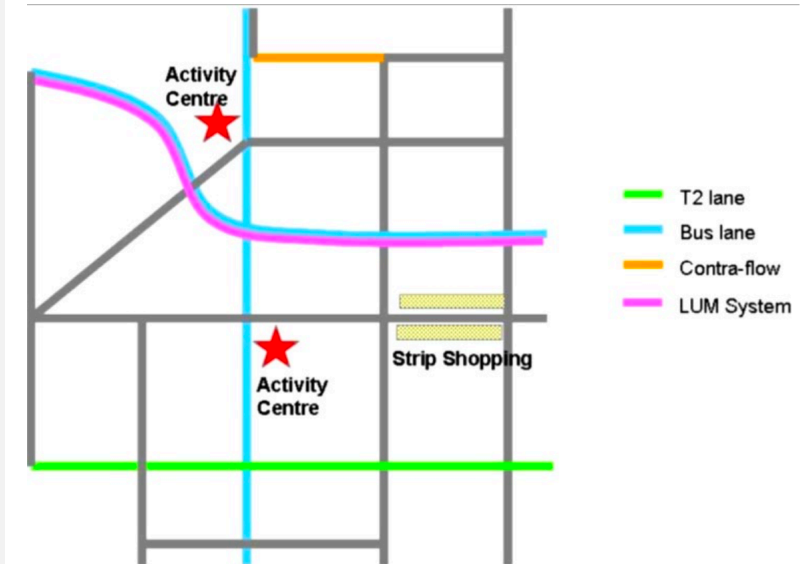 Activity
Centre
T2 lane
Bus lane
Contra-flow
LUM System
Strip Shopping
Activity
Centre